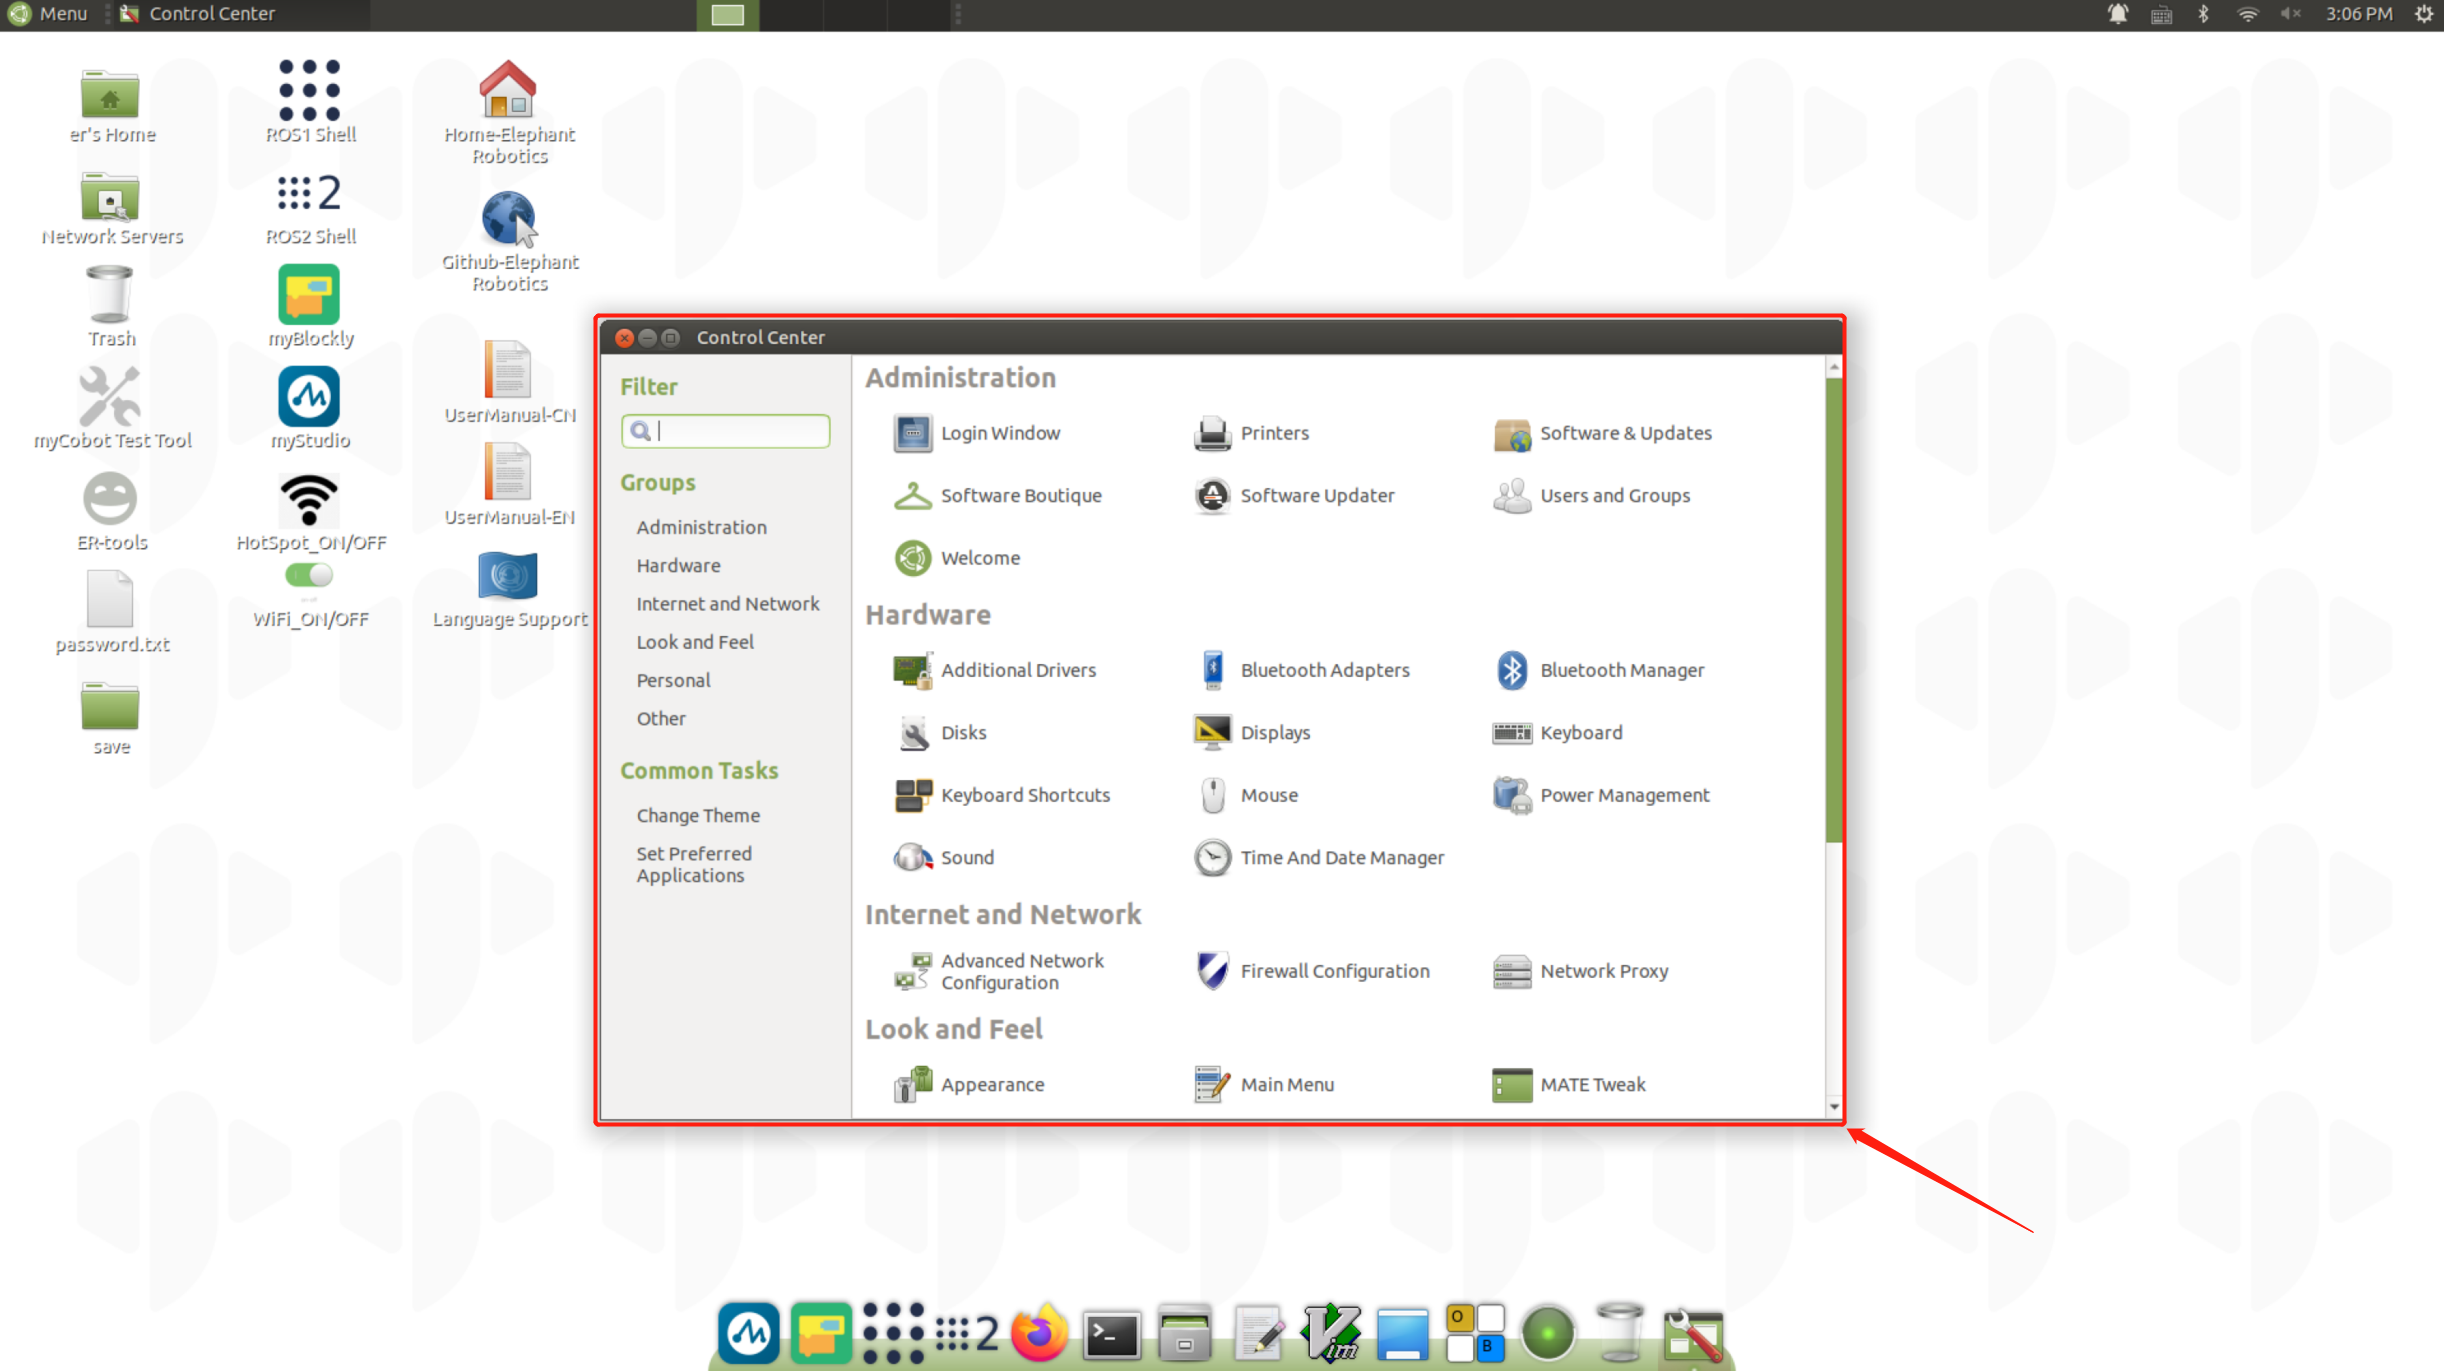 Menu
Control Center
3:06 PM
er's Home
ROS1 Shell
Home-Elephant
Robotics
Network Servers
2
ROS2 Shell
Github-Elephant
Robotics
Trash
myBlockly
UserManual-CN
myCobot Test Tool
myStudio
UserManual-EN
ER-tools
HotSpot_ON/OFF
Language Support
password.txt
WiFi_ON/OFF
save
Control Center
Filter
Groups
Administration
Hardware
Internet and Network
Look and Feel
Personal
Other
Common Tasks
Change Theme
Set Preferred
Applications
Administration
Login Window
Printers
Software & Updates
Software Boutique
Software Updater
Users and Groups
Welcome
Hardware
Additional Drivers
Bluetooth Adapters
Bluetooth Manager
Disks
Displays
Keyboard
Keyboard Shortcuts
Mouse
Power Management
Sound
Time And Date Manager
Internet and Network
Advanced Network
Configuration
Firewall Configuration
Network Proxy
Look and Feel
Appearance
Main Menu
MATE Tweak
2
Vim
O
B